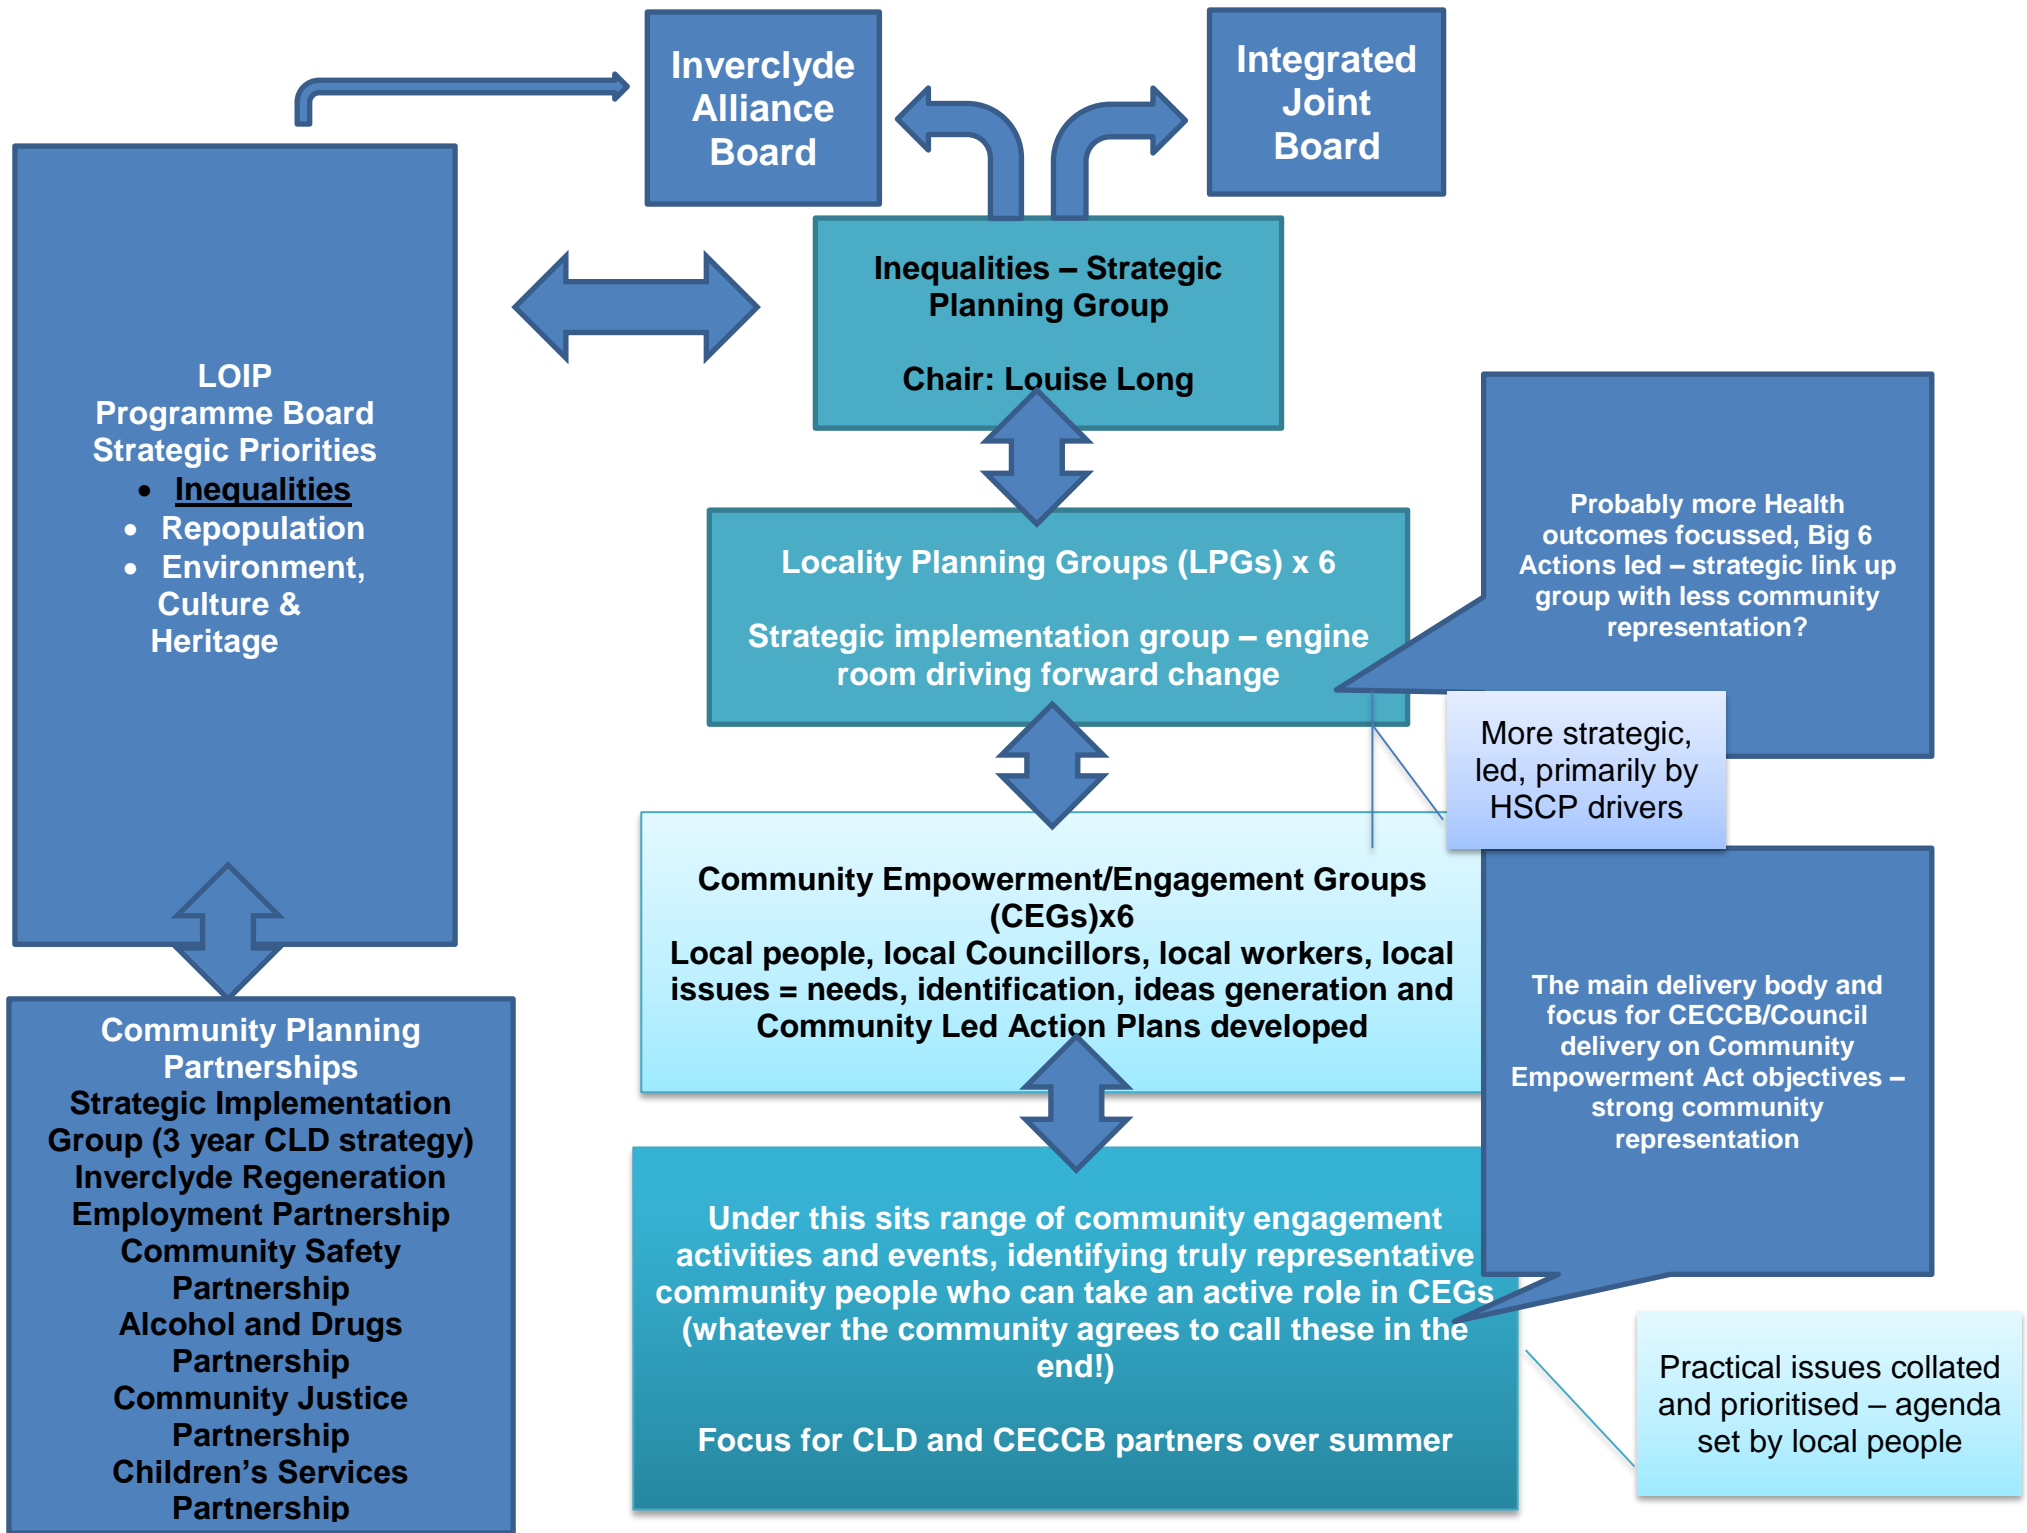 Inverclyde
Alliance
Board
Integrated
Joint
Board
Inequalities – Strategic
Planning Group
Chair: Louise Long
LOIP
Programme Board
Strategic Priorities
• Inequalities
• Repopulation
• Environment,
Culture &
Heritage
Locality Planning Groups (LPGs) x 6
Strategic implementation group – engine
room driving forward change
Probably more Health
outcomes focussed, Big 6
Actions led – strategic link up
group with less community
representation?
More strategic,
led, primarily by
HSCP drivers
Community Empowerment/Engagement Groups
(CEGs)x6
Local people, local Councillors, local workers, local
issues = needs, identification, ideas generation and
Community Led Action Plans developed
The main delivery body and
focus for CECCB/Council
delivery on Community
Empowerment Act objectives –
strong community
representation
Community Planning
Partnerships
Strategic Implementation
Group (3 year CLD strategy)
Inverclyde Regeneration
Employment Partnership
Community Safety
Partnership
Alcohol and Drugs
Partnership
Community Justice
Partnership
Children's Services
Partnership
Under this sits range of community engagement
activities and events, identifying truly representative
community people who can take an active role in CEGs
(whatever the community agrees to call these in the
end!)
Focus for CLD and CECCB partners over summer
Practical issues collated
and prioritised – agenda
set by local people